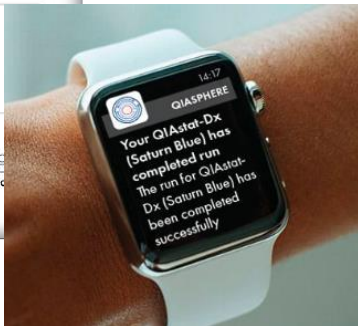 14:17
QIASPHERE
Your QIAstat-Dx
(Saturn Blue) has
completed run
The run for QIAstat-
Dx (Saturn Blue) has
been completed
successfully